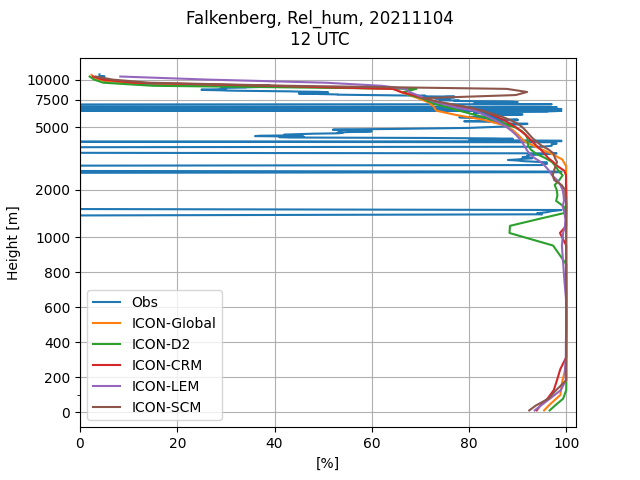 Falkenberg, Rel_hum, 20211104
12 UTC
Height [m]
10000
7500
5000
2000
1000
800
600
400
200
0
Obs
ICON-Global
ICON-D2
ICON-CRM
ICON-LEM
ICON-SCM
0 20 40 60 80 100
[%]